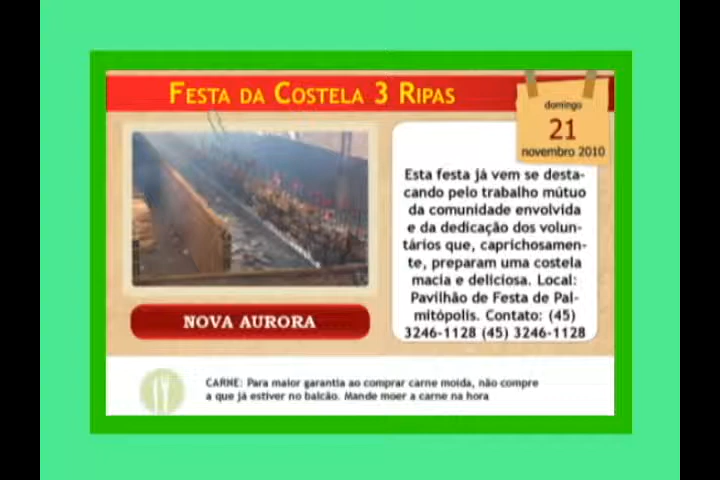 FESTA DA COSTELA 3 RIPAS
domingo
21
novembro 2010
Esta festa já vem se desta-
cando pelo trabalho mútuo
da comunidade envolvida
e da dedicação dos volun-
tários que, caprichosamen-
te, preparam uma costela
macia e deliciosa. Local:
Pavilhão de Festa de Pal-
mitópolis. Contato: (45)
3246-1128 (45) 3246-1128
NOVA AURORA
CARNE: Para maior garantia ao comprar carne moída, não compre
a que já estiver no balcão. Mande moer a carne na hora